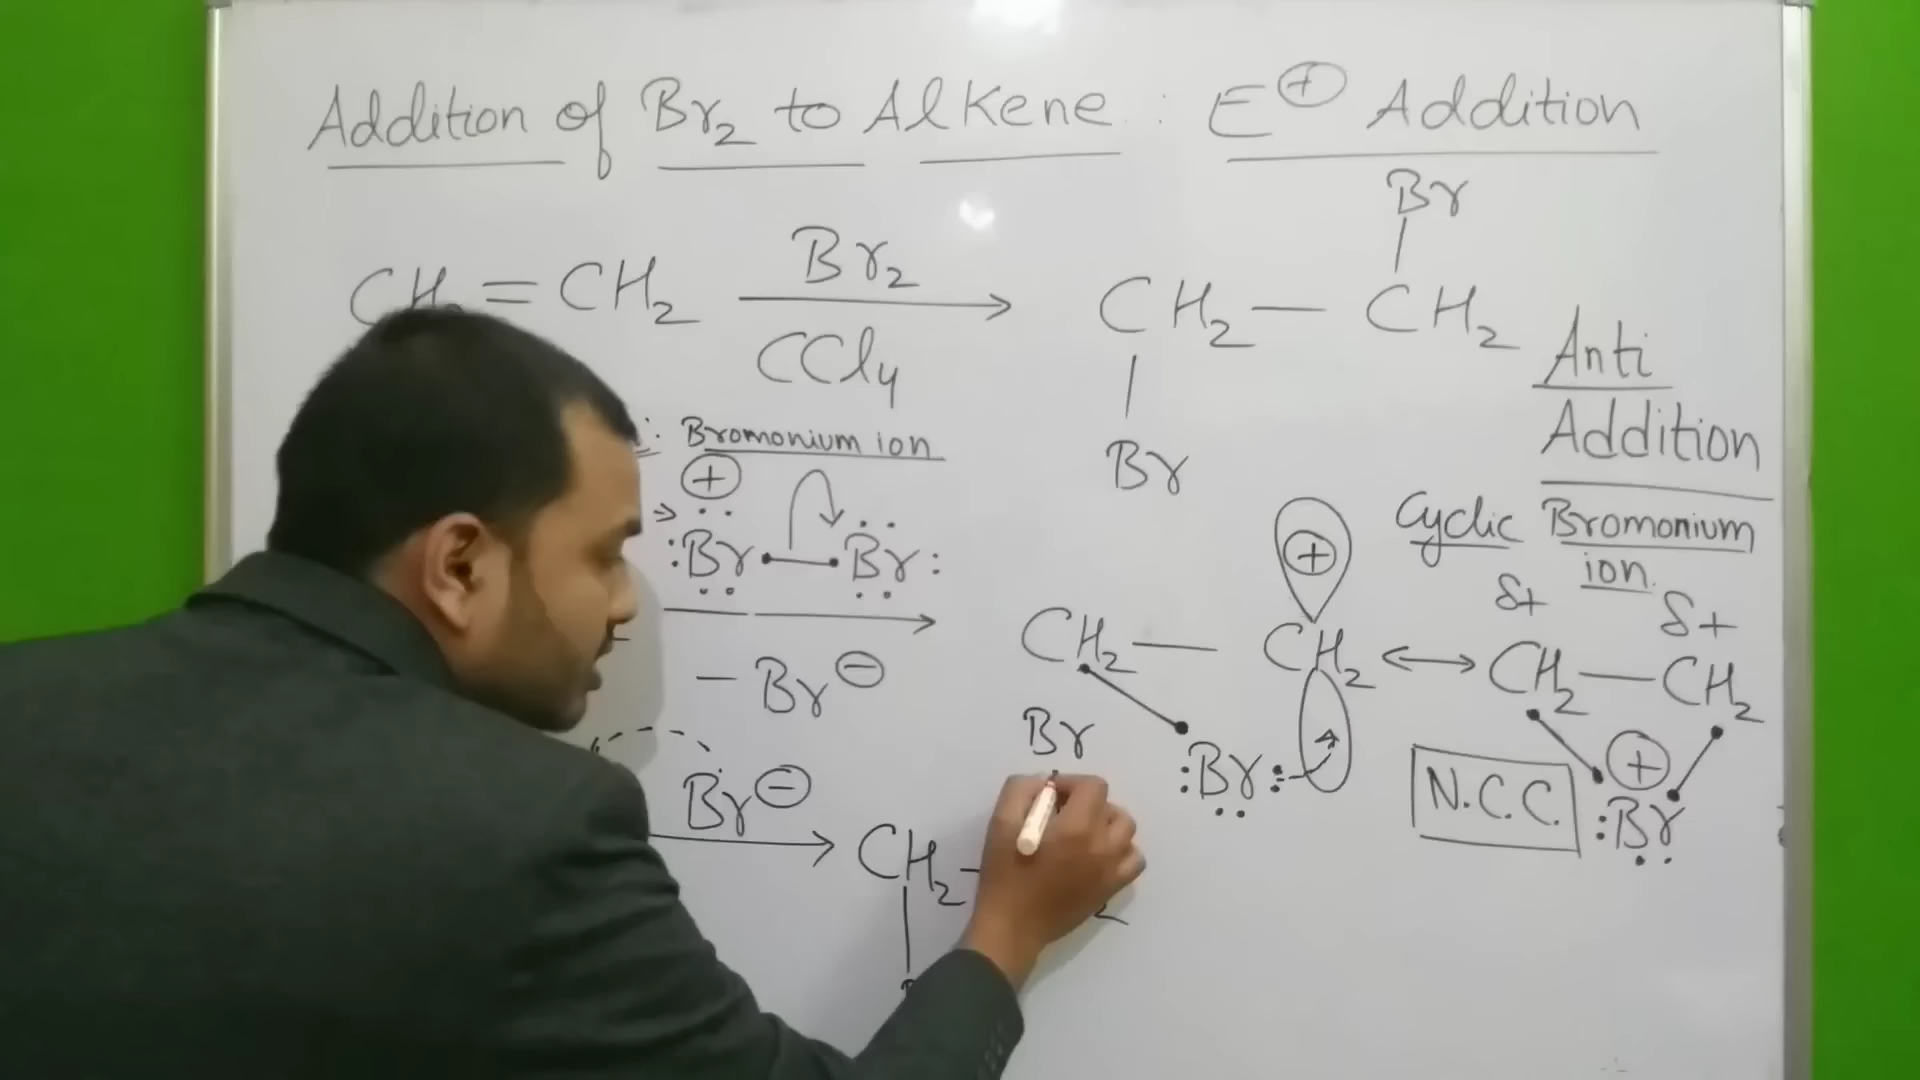 Addition of Br2 to Alkene : E⊕ Addition
Br
CH2 = CH2
Br2
CCl4
CH2 — CH2
Br
Anti
Addition
: Bromonium ion
⊕
:Br — Br:
− Br⊖
Cyclic Bromonium
ion.
⊕
CH2 — CH2 ↔ CH2 — CH2
δ+ δ+
:Br:
N.C.C.
⊕
:Br
Br
Br⊖
CH2 -
2